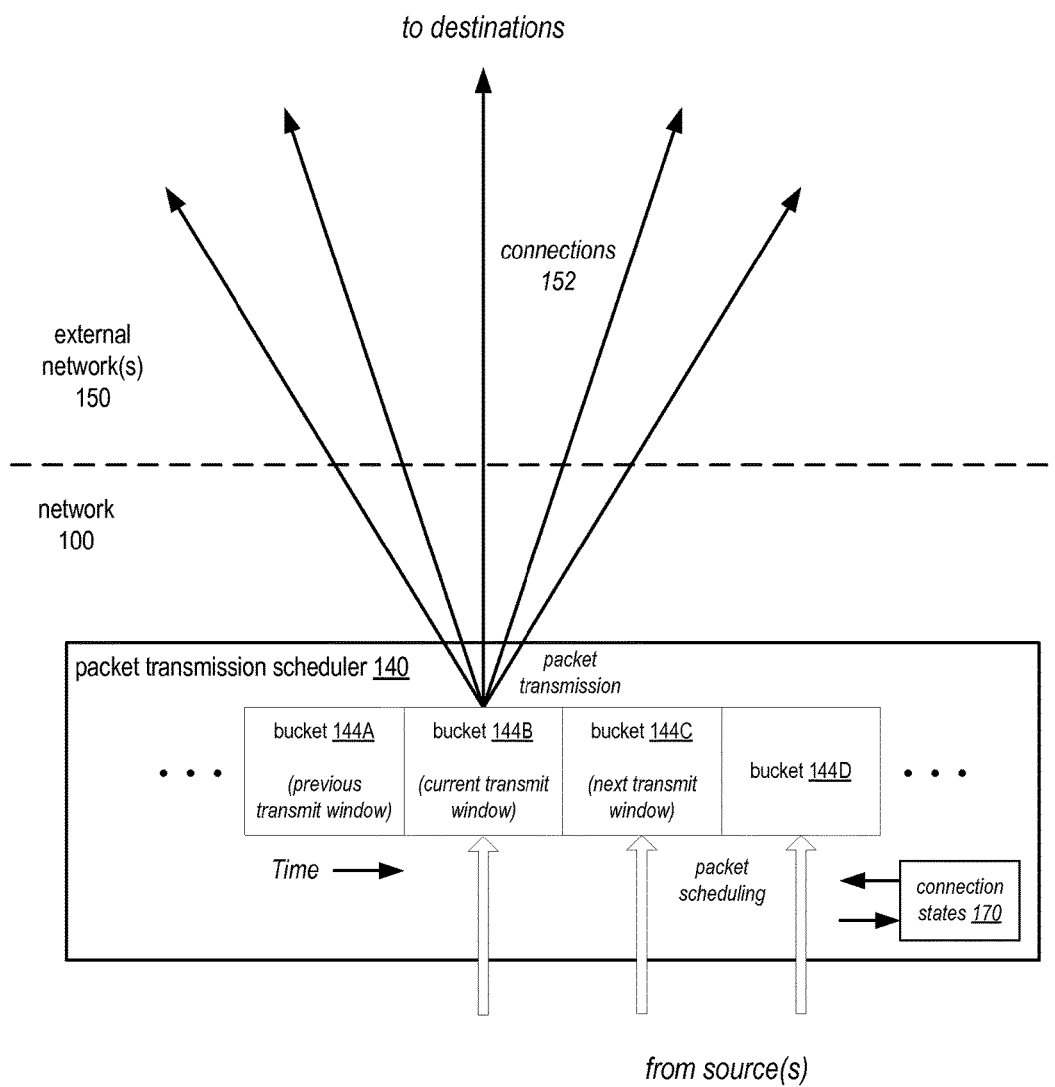 to destinations
connections
152
external
network(s)
150
network
100
packet transmission scheduler 140
packet
transmission
bucket 144A
(previous
transmit window)
bucket 144B
(current transmit
window)
bucket 144C
(next transmit
window)
bucket 144D
• • •
• • •
Time
packet
scheduling
connection
states 170
from source(s)